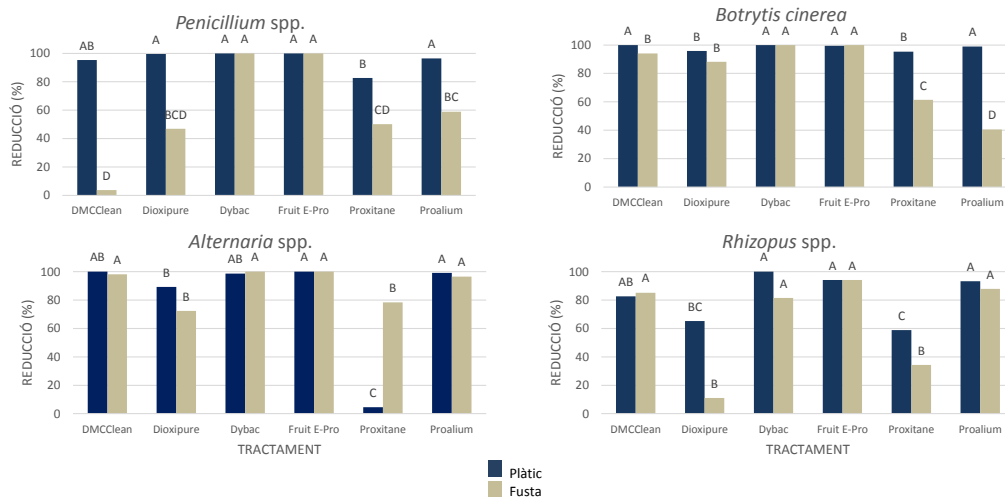 Penicillium spp.
REDUCCIÓ (%)
100
80
60
40
20
0
AB
D
A
BCD
A
A
A
A
B
CD
A
BC
DMCClean
Dioxipure
Dybac
Fruit E-Pro
Proxitane
Proalium
Botrytis cinerea
REDUCCIÓ (%)
100
80
60
40
20
0
A
B
B
B
A
A
A
A
B
C
A
D
DMCClean
Dioxipure
Dybac
Fruit E-Pro
Proxitane
Proalium
Alternaria spp.
REDUCCIÓ (%)
100
80
60
40
20
0
AB
A
B
B
AB
A
A
A
C
B
A
A
DMCClean
Dioxipure
Dybac
Fruit E-Pro
Proxitane
Proalium
TRACTAMENT
Rhizopus spp.
REDUCCIÓ (%)
100
80
60
40
20
0
AB
A
BC
B
A
A
A
A
C
B
A
A
DMCClean
Dioxipure
Dybac
Fruit E-Pro
Proxitane
Proalium
TRACTAMENT
Plàtic
Fusta